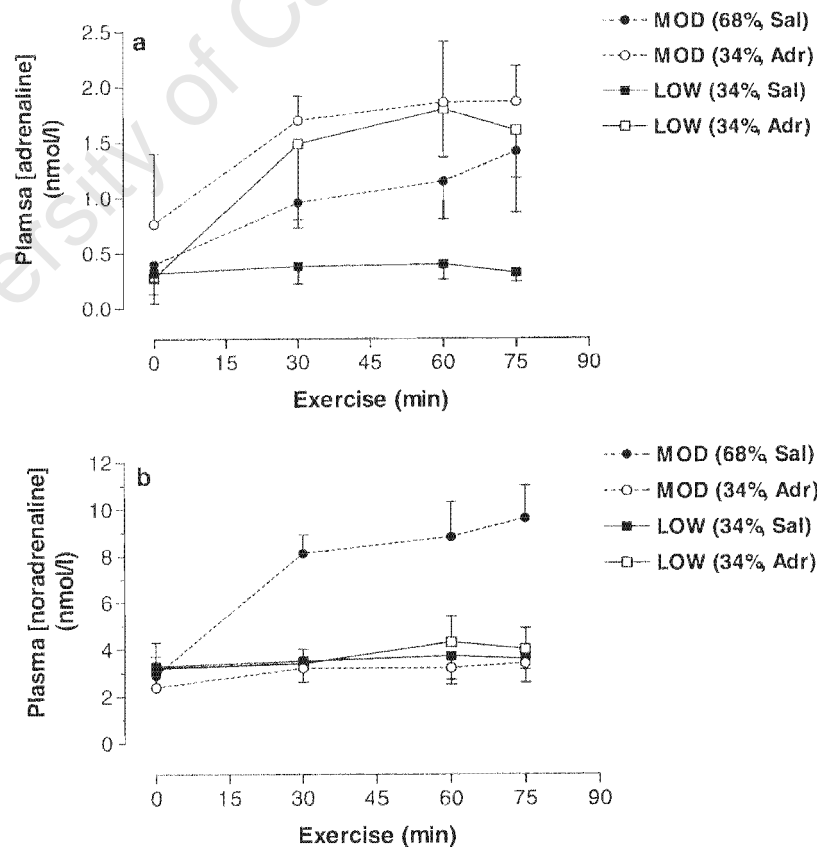 ersity of Ca
a
Plamsa [adrenaline]
(nmol/l)
2.5
2.0
1.5
1.0
0.5
0.0
0 15 30 45 60 75 90
Exercise (min)
MOD (68%, Sal)
MOD (34%, Adr)
LOW (34%, Sal)
LOW (34%, Adr)
b
Plasma [noradrenaline]
(nmol/l)
12
10
8
6
4
2
0
0 15 30 45 60 75 90
Exercise (min)
MOD (68%, Sal)
MOD (34%, Adr)
LOW (34%, Sal)
LOW (34%, Adr)